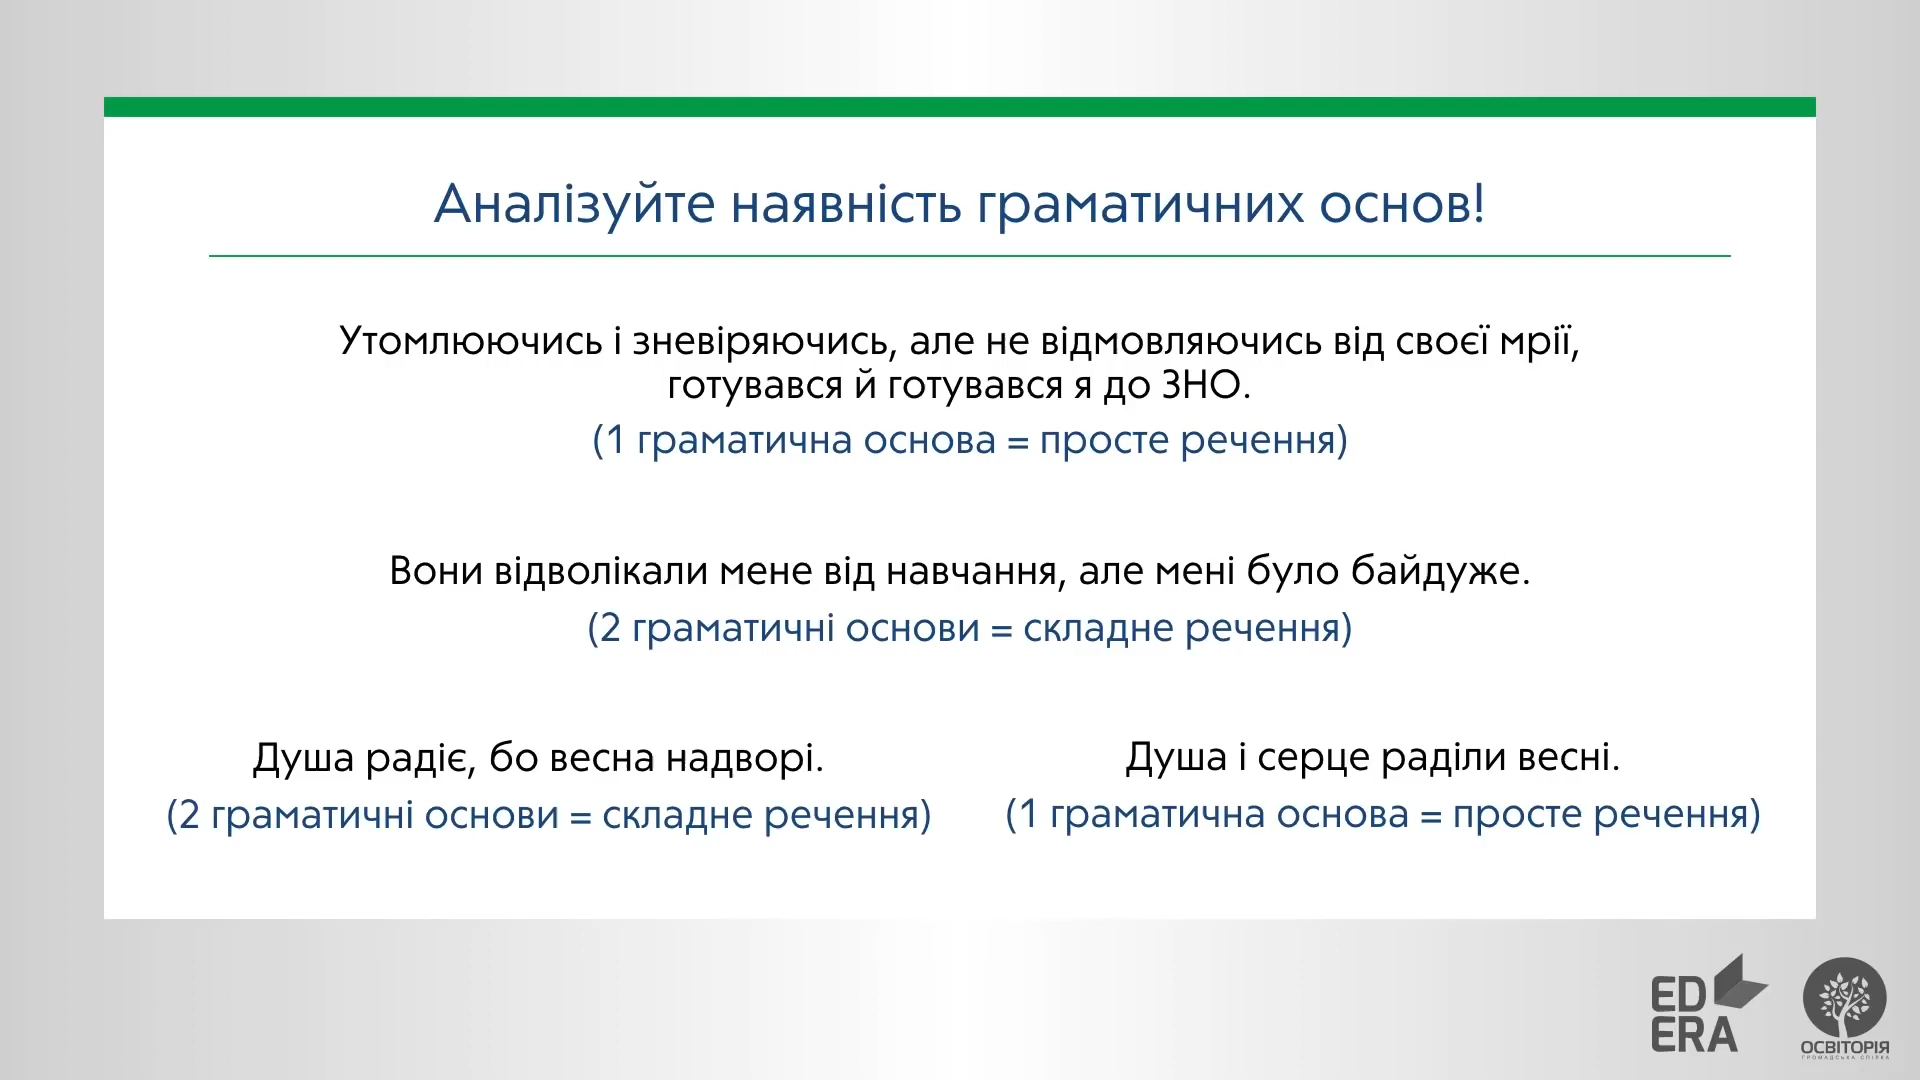 Аналізуйте наявність граматичних основ!
Утомлюючись і зневіряючись, але не відмовляючись від своєї мрії,
готувався й готувався я до ЗНО.
(1 граматична основа = просте речення)
Вони відволікали мене від навчання, але мені було байдуже.
(2 граматичні основи = складне речення)
Душа радіє, бо весна надворі.
(2 граматичні основи = складне речення)
Душа і серце раділи весні.
(1 граматична основа = просте речення)
ED
ERA
ОСВІТОРІЯ
ГРОМАДСЬКА СПІЛКА